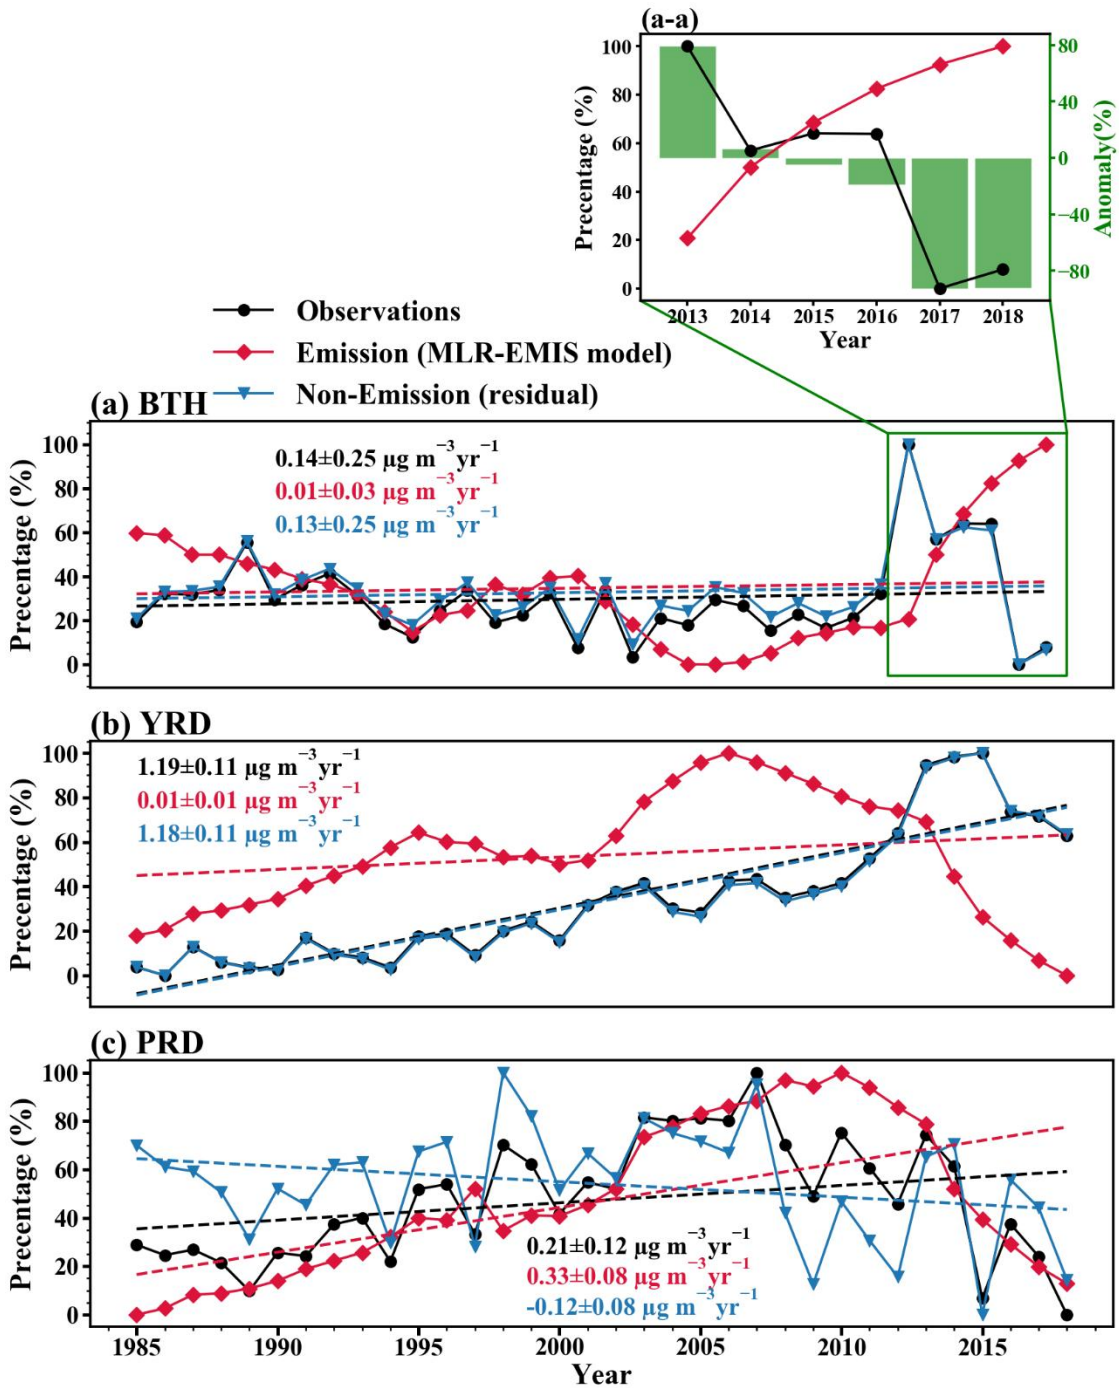 (a-a)
100
80
60
40
20
0
Precentage (%)
80
40
0
−40
−80
Anomaly(%)
2013 2014 2015 2016 2017 2018
Year
Observations
Emission (MLR-EMIS model)
Non-Emission (residual)
(a) BTH
0.14±0.25 µg m⁻³yr⁻¹
0.01±0.03 µg m⁻³yr⁻¹
0.13±0.25 µg m⁻³yr⁻¹
100
80
60
40
20
0
Precentage (%)
(b) YRD
1.19±0.11 µg m⁻³yr⁻¹
0.01±0.01 µg m⁻³yr⁻¹
1.18±0.11 µg m⁻³yr⁻¹
100
80
60
40
20
0
Precentage (%)
(c) PRD
100
80
60
40
20
0
Precentage (%)
0.21±0.12 µg m⁻³yr⁻¹
0.33±0.08 µg m⁻³yr⁻¹
-0.12±0.08 µg m⁻³yr⁻¹
1985 1990 1995 2000 2005 2010 2015
Year